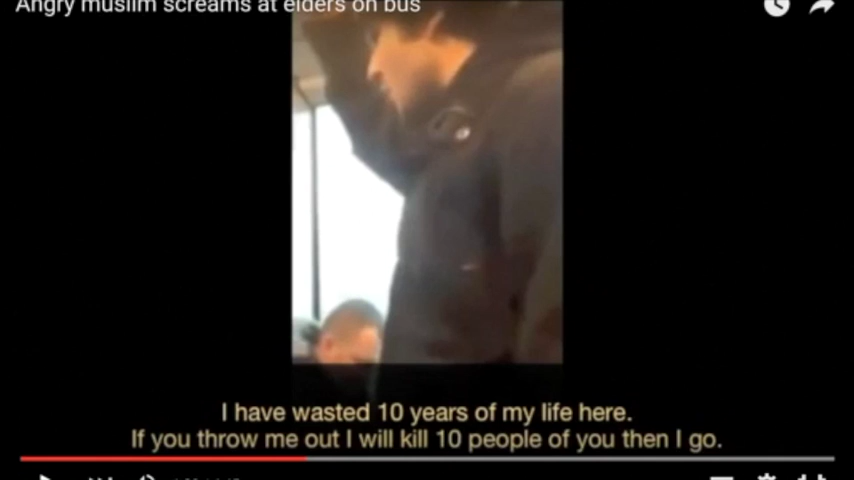 Angry muslim screams at elders on bus
I have wasted 10 years of my life here.
If you throw me out I will kill 10 people of you then I go.